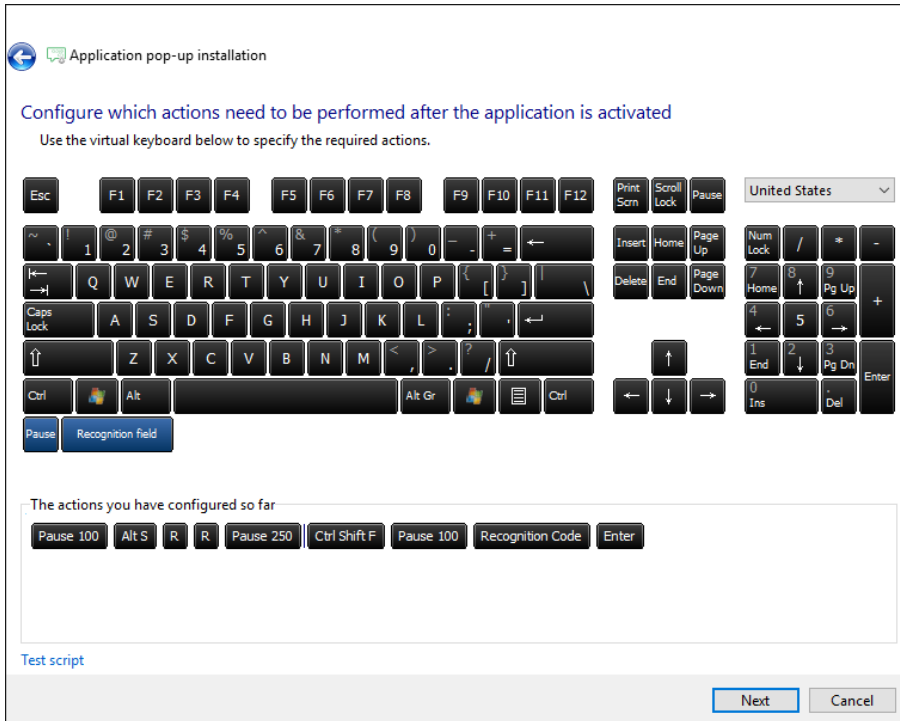 Application pop-up installation
Configure which actions need to be performed after the application is activated
Use the virtual keyboard below to specify the required actions.
Esc F1 F2 F3 F4 F5 F6 F7 F8 F9 F10 F11 F12 Print Scrn Scroll Lock Pause United States
~ ` ! 1 @ 2 # 3 $ 4 % 5 ^ 6 & 7 * 8 ( 9 ) 0 _ - + = ← Insert Home Page Up Num Lock / * -
Q W E R T Y U I O P { [ } ] | \ Delete End Page Down 7 Home 8 ↑ 9 Pg Up +
Caps Lock A S D F G H J K L : ; " ' 4 ← 5 6 →
⇧ Z X C V B N M < , > . ? / ⇧ ↑ 1 End 2 ↓ 3 Pg Dn Enter
Ctrl Alt Alt Gr Ctrl ← ↓ → 0 Ins . Del
Pause Recognition field
The actions you have configured so far
Pause 100 Alt S R R Pause 250 Ctrl Shift F Pause 100 Recognition Code Enter
Test script
Next Cancel